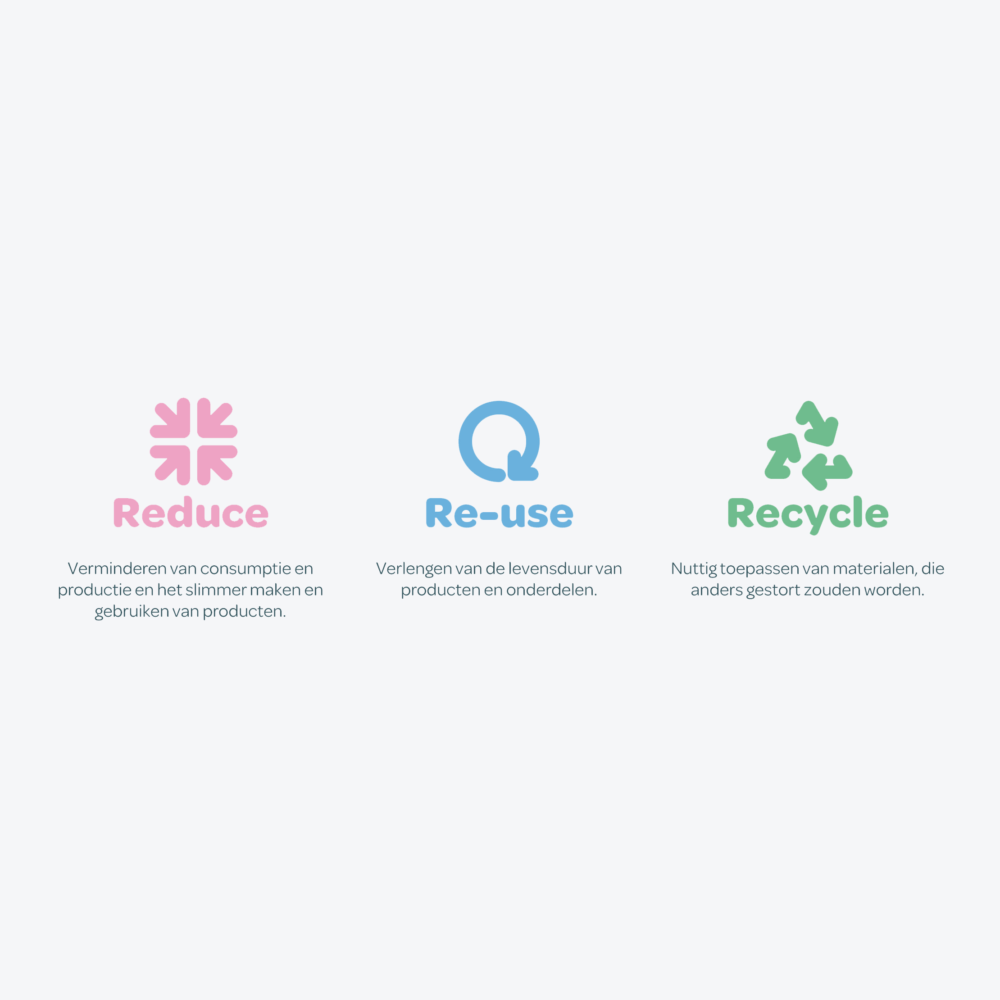 Reduce
Verminderen van consumptie en
productie en het slimmer maken en
gebruiken van producten.
Re-use
Verlengen van de levensduur van
producten en onderdelen.
Recycle
Nuttig toepassen van materialen, die
anders gestort zouden worden.